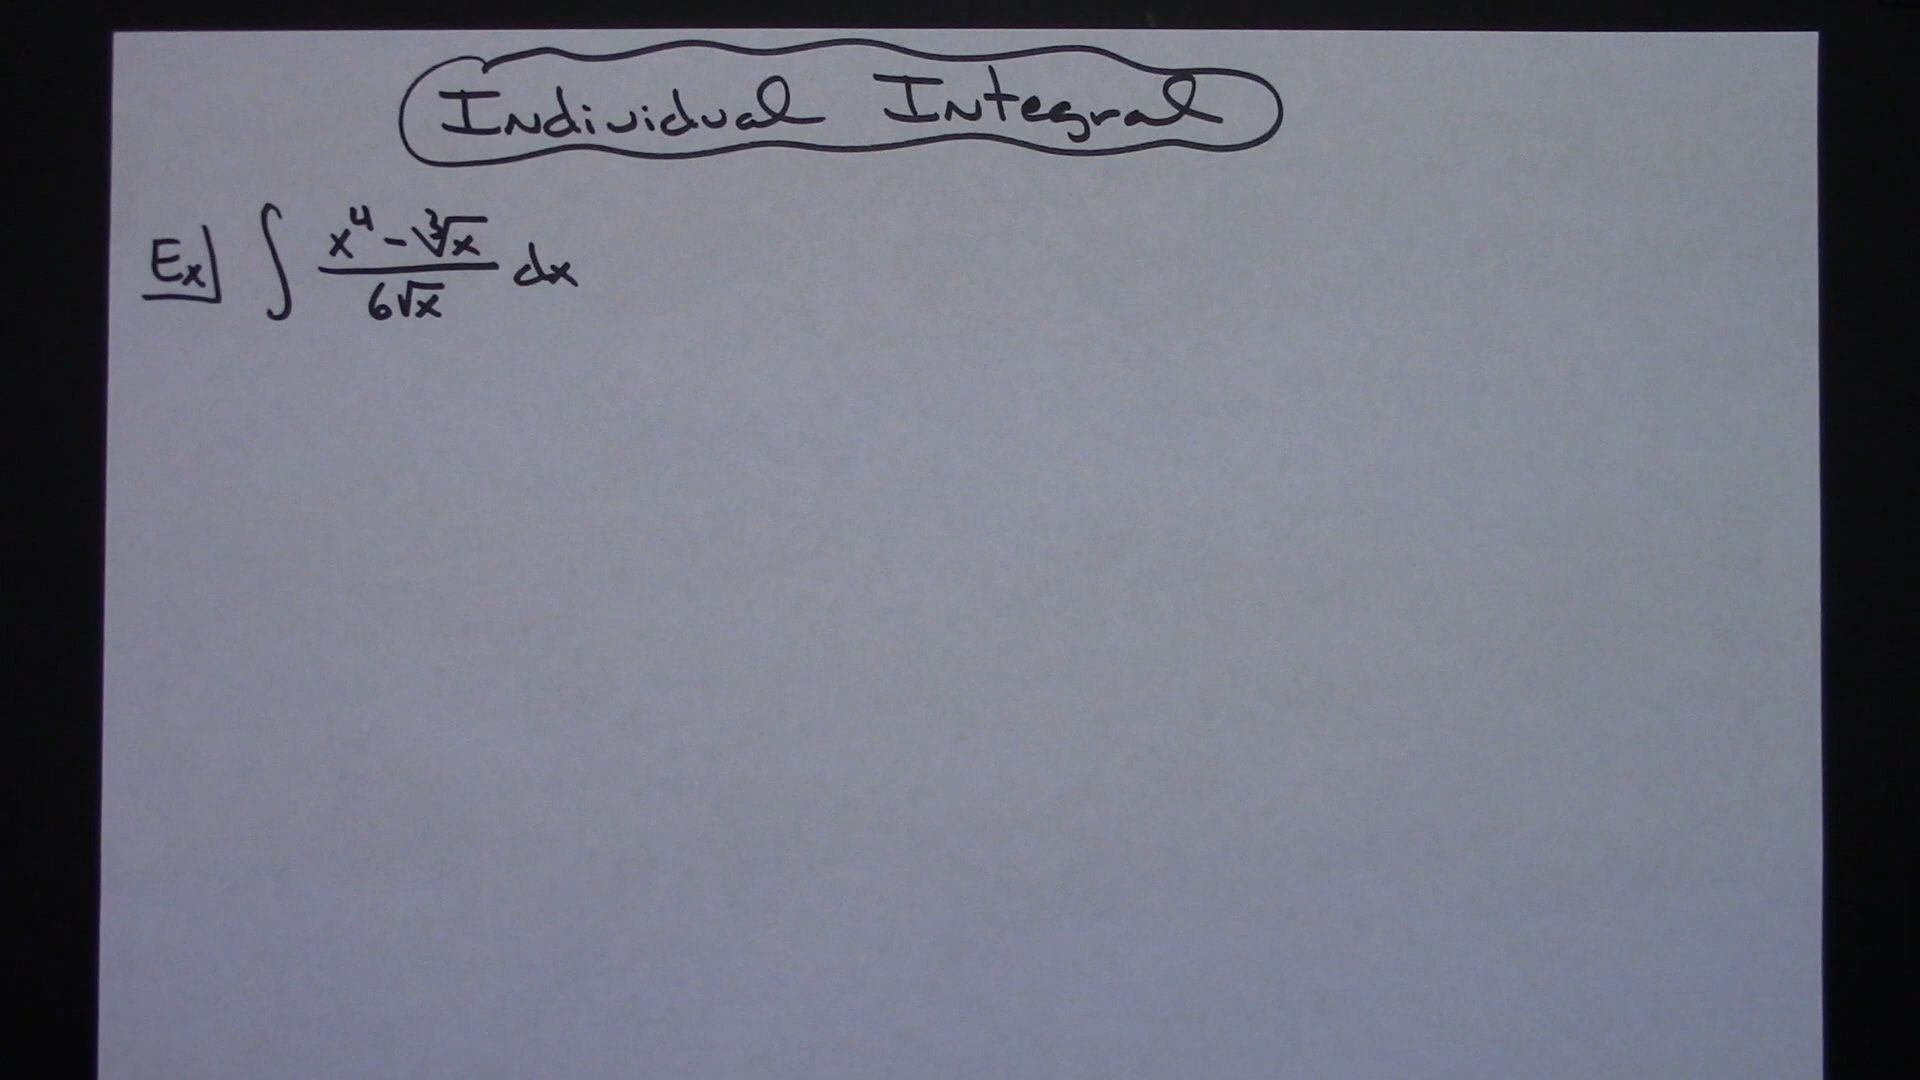 Individual Integral
Ex] ∫ (x⁴ - ∛x)/(6√x) dx